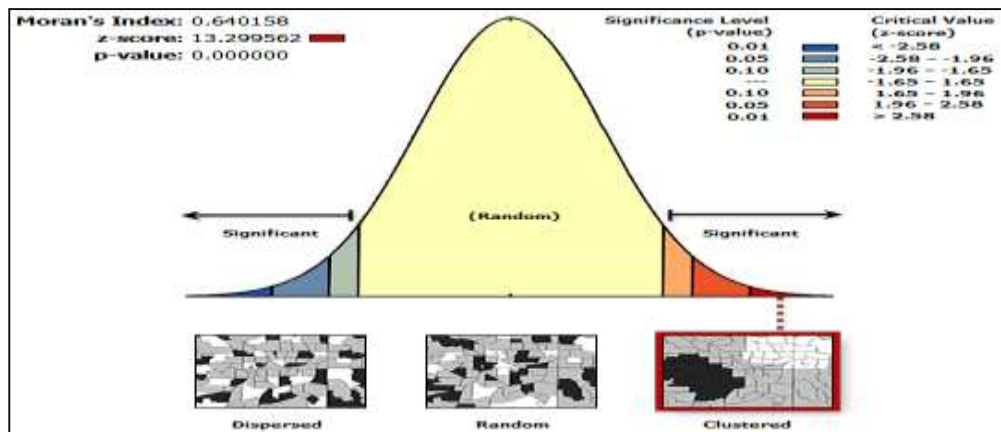 Moran's Index: 0.640158
z-score: 13.299562
p-value: 0.000000
Significance Level
(p-value)
0.01
0.05
0.10
---
0.10
0.05
0.01
Critical Value
(z-score)
< -2.58
-2.58 – -1.96
-1.96 – -1.65
-1.65 – 1.65
1.65 – 1.96
1.96 – 2.58
≥ 2.58
(Random)
Significant
Significant
Dispersed
Random
Clustered